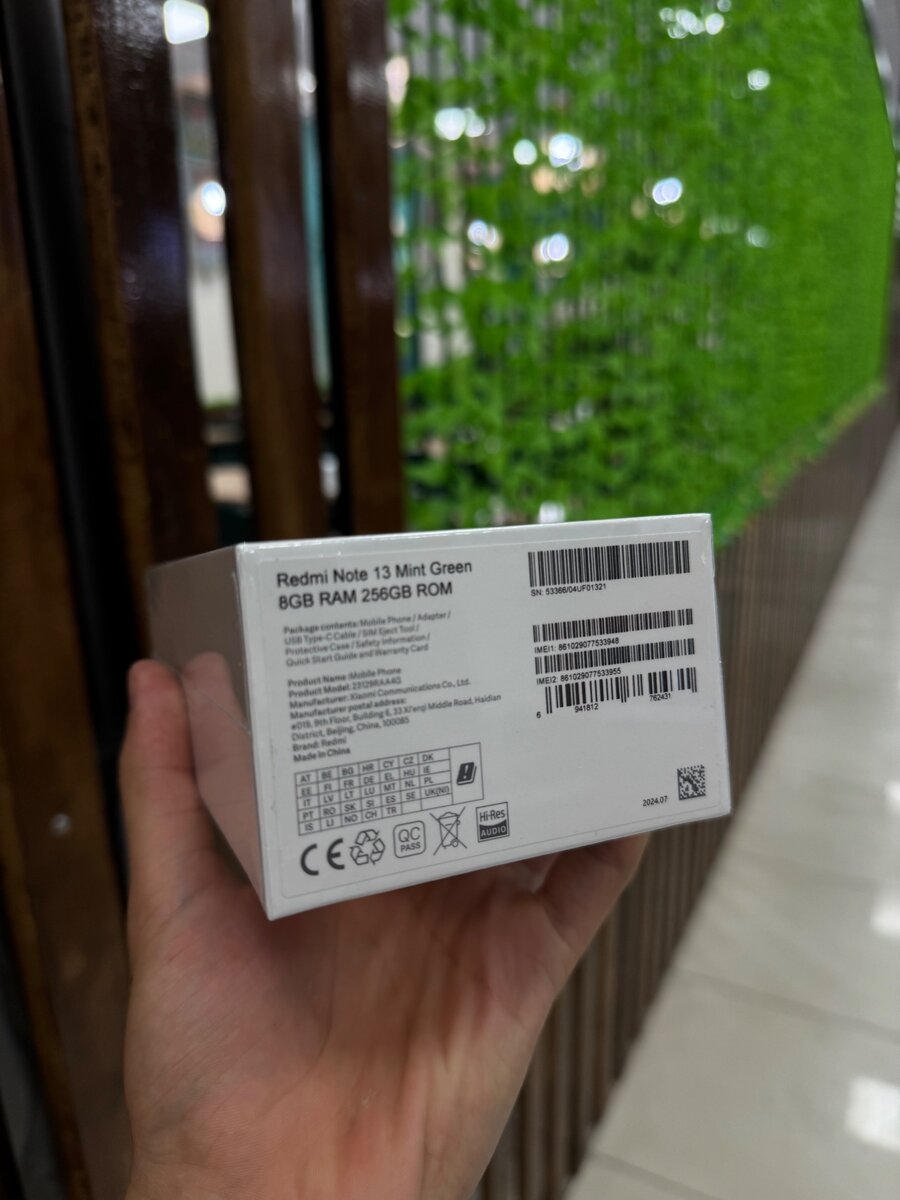 Redmi Note 13 Mint Green
8GB RAM 256GB ROM
Package contents: Mobile Phone / Adapter /
USB Type-C Cable / SIM Eject Tool /
Protective Case / Safety Information /
Quick Start Guide and Warranty Card
Product Name :Mobile Phone
Product Model: 23129RAA4G
Manufacturer: Xiaomi Communications Co., Ltd.
Manufacturer postal address:
#019, 9th Floor, Building 6, 33 Xi'erqi Middle Road, Haidian
District, Beijing, China, 100085
Brand: Redmi
Made in China
AT BE BG HR CY CZ DK
EE FI FR DE EL HU IE
IT LV LT LU MT NL PL
PT RO SK SI ES SE UK(NI)
IS LI NO CH TR
CE
QC
PASS
Hi-Res
AUDIO
SN: 53366/04UF01321
IMEI1: 861029077533948
IMEI2: 861029077533955
6 941812 762431
2024.07